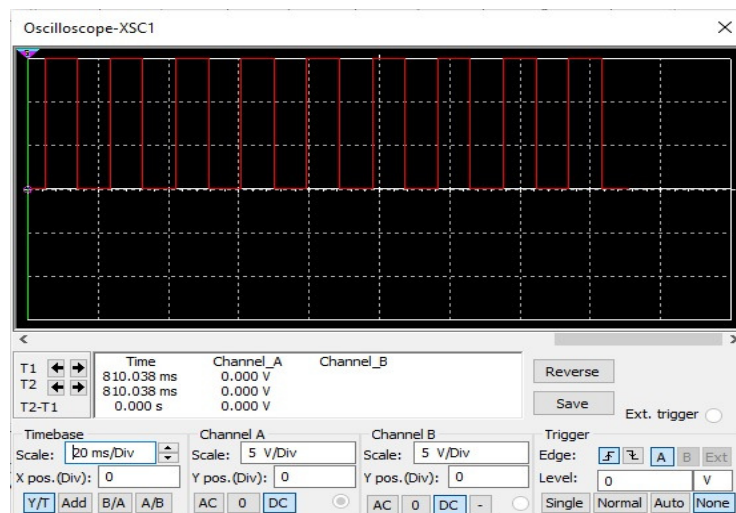 Oscilloscope-XSC1
T1 Time Channel_A Channel_B Reverse
T2 810.038 ms 0.000 V
810.038 ms 0.000 V
T2-T1 0.000 s 0.000 V Save Ext. trigger
Timebase Channel A Channel B Trigger
Scale: 20 ms/Div Scale: 5 V/Div Scale: 5 V/Div Edge: A B Ext
X pos.(Div): 0 Y pos.(Div): 0 Y pos.(Div): 0 Level: 0 V
Y/T Add B/A A/B AC 0 DC AC 0 DC - Single Normal Auto None